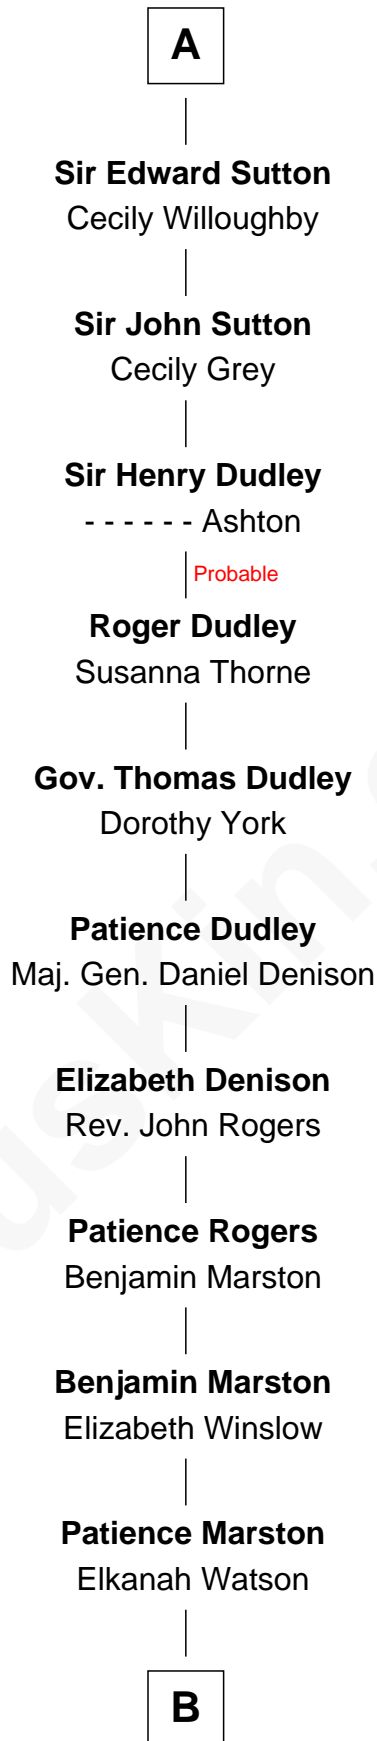 A
Sir Edward Sutton
Cecily Willoughby
Sir John Sutton
Cecily Grey
Sir Henry Dudley
- - - - - - Ashton
Probable
Roger Dudley
Susanna Thorne
Gov. Thomas Dudley
Dorothy York
Patience Dudley
Maj. Gen. Daniel Denison
Elizabeth Denison
Rev. John Rogers
Patience Rogers
Benjamin Marston
Benjamin Marston
Elizabeth Winslow
Patience Marston
Elkanah Watson
B